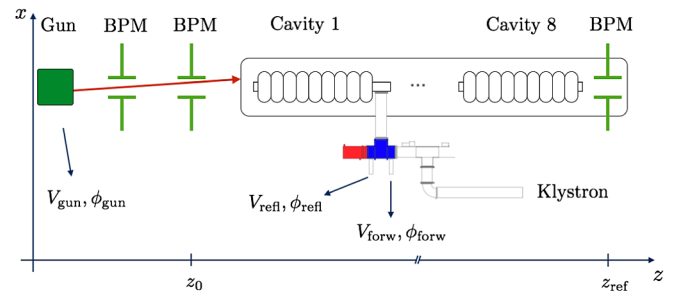 x
Gun BPM BPM Cavity 1 Cavity 8 BPM
...
V_gun, ϕ_gun
V_refl, ϕ_refl
V_forw, ϕ_forw
Klystron
z_0
z_ref
z